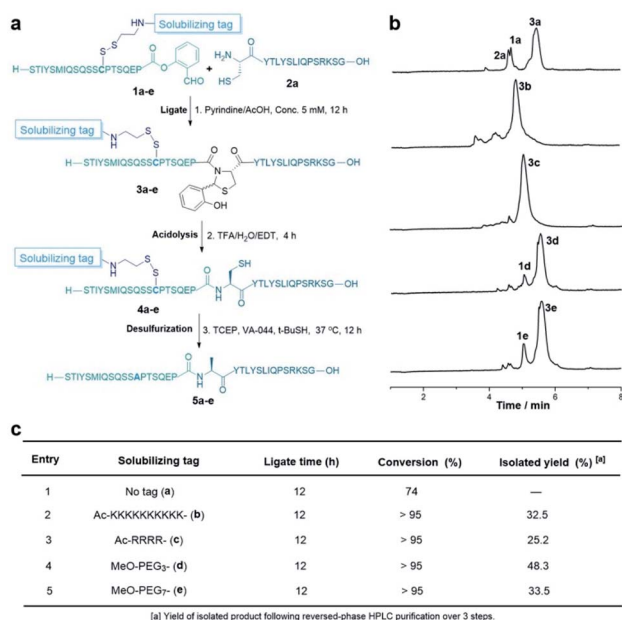 a
Solubilizing tag
HN
S
S
H—STIYSMIQSQSSCPTSQEP
O
O
CHO
1a-e
+
H₂N
O
HS
YTLYSLIQPSRKSG—OH
2a
Ligate 1. Pyrindine/AcOH, Conc. 5 mM, 12 h
Solubilizing tag
N
H
S
S
H—STIYSMIQSQSSCPTSQEP
O
O
N
S
OH
YTLYSLIQPSRKSG—OH
3a-e
Acidolysis 2. TFA/H₂O/EDT, 4 h
Solubilizing tag
N
H
S
S
SH
H—STIYSMIQSQSSCPTSQEP
O
N
H
O
YTLYSLIQPSRKSG—OH
4a-e
Desulfurization 3. TCEP, VA-044, t-BuSH, 37 ºC, 12 h
H—STIYSMIQSQSSAPTSQEP
O
N
H
O
YTLYSLIQPSRKSG—OH
5a-e
b
2a 1a 3a
3b
3c
1d 3d
1e 3e
2 4 6 8
Time / min
c
Entry Solubilizing tag Ligate time (h) Conversion (%) Isolated yield (%) [a]
1 No tag (a) 12 74 —
2 Ac-KKKKKKKKKK- (b) 12 > 95 32.5
3 Ac-RRRR- (c) 12 > 95 25.2
4 MeO-PEG₃- (d) 12 > 95 48.3
5 MeO-PEG₇- (e) 12 > 95 33.5
[a] Yield of isolated product following reversed-phase HPLC purification over 3 steps.